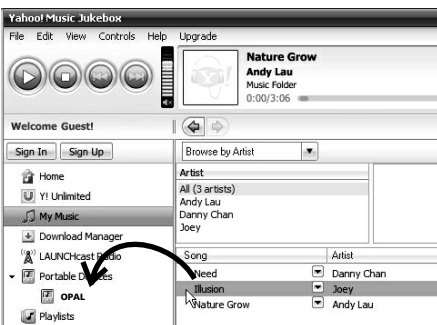 Yahoo! Music Jukebox
File Edit View Controls Help Upgrade
Nature Grow
Andy Lau
Music Folder
0:00/3:06
Welcome Guest!
Sign In Sign Up
Browse by Artist
Home
Y! Unlimited
My Music
Download Manager
LAUNCHcast Radio
Portable Devices
OPAL
Playlists
Artist
All (3 artists)
Andy Lau
Danny Chan
Joey
Song Artist
Need Danny Chan
Illusion Joey
Nature Grow Andy Lau